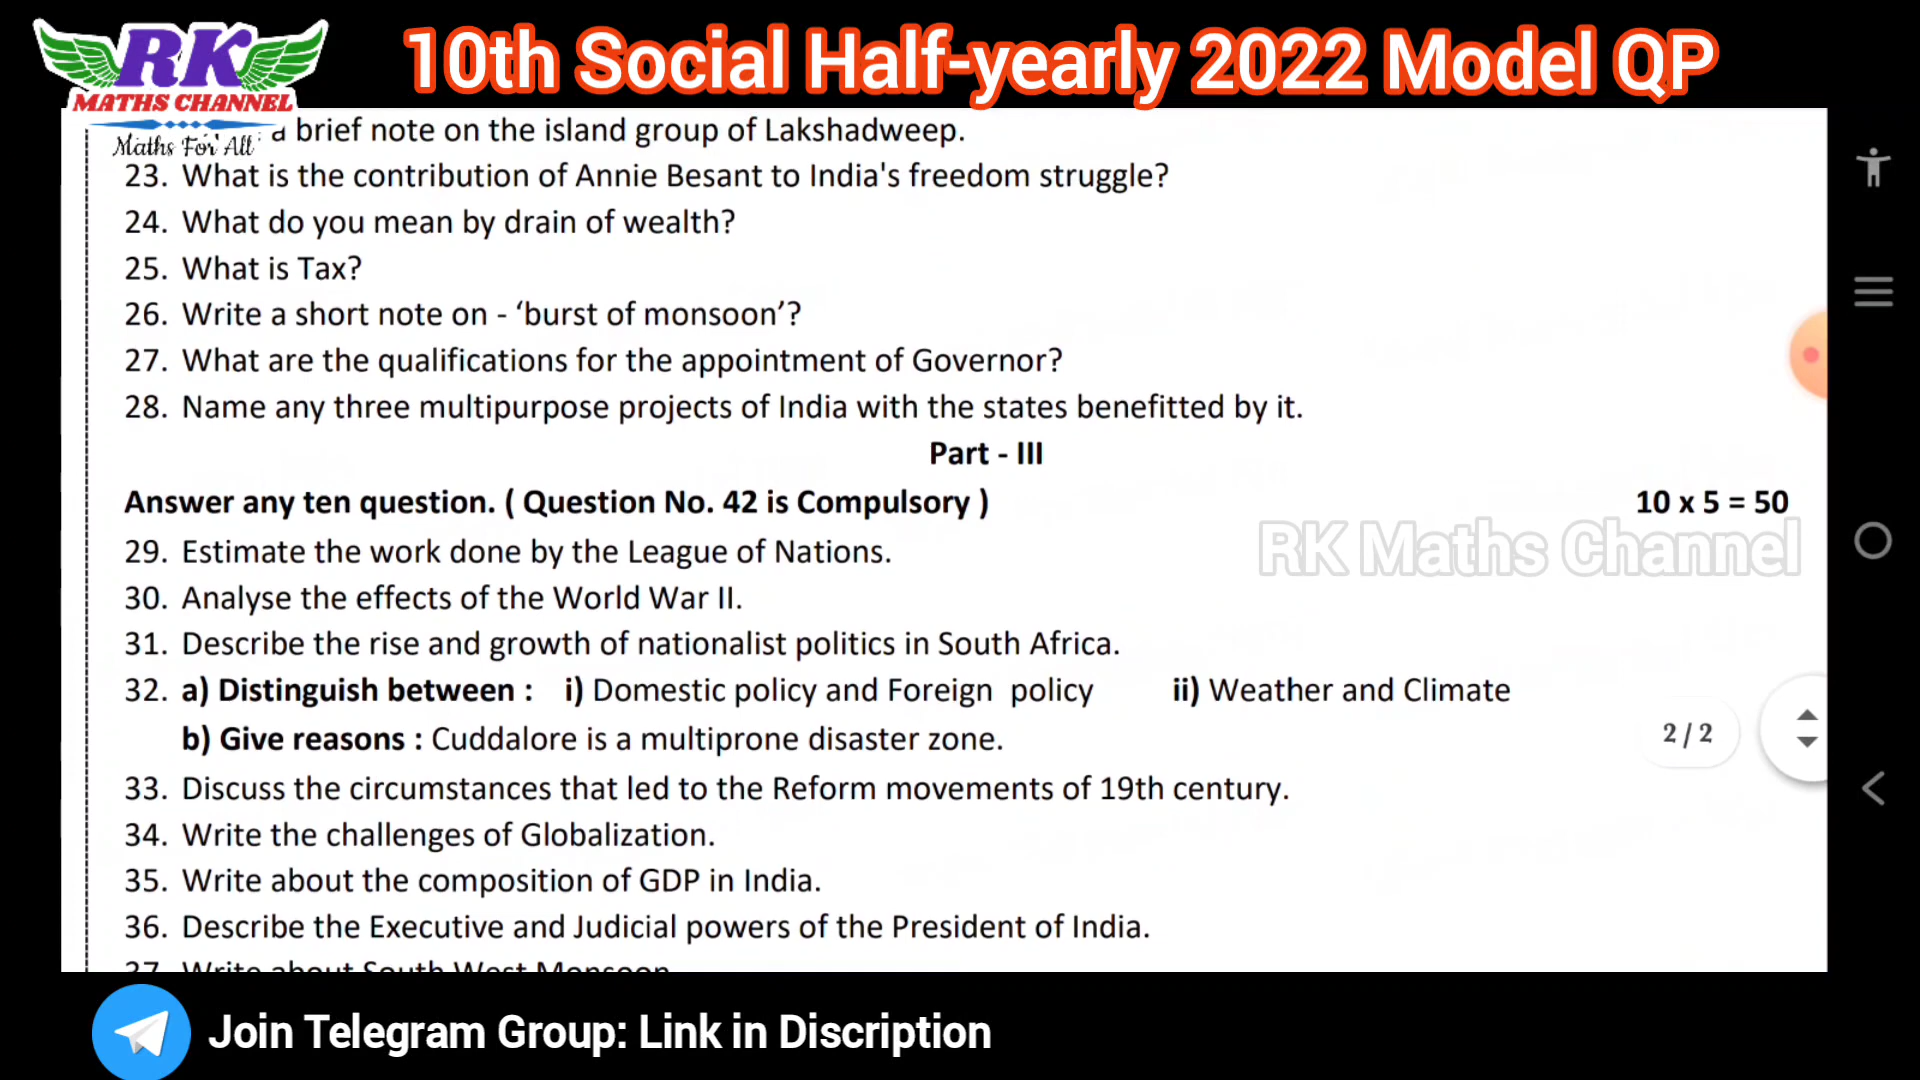 RK
MATHS CHANNEL
Maths For All
10th Social Half-yearly 2022 Model QP
a brief note on the island group of Lakshadweep.
23. What is the contribution of Annie Besant to India's freedom struggle?
24. What do you mean by drain of wealth?
25. What is Tax?
26. Write a short note on - ‘burst of monsoon’?
27. What are the qualifications for the appointment of Governor?
28. Name any three multipurpose projects of India with the states benefitted by it.
Part - III
Answer any ten question. ( Question No. 42 is Compulsory ) 10 x 5 = 50
RK Maths Channel
29. Estimate the work done by the League of Nations.
30. Analyse the effects of the World War II.
31. Describe the rise and growth of nationalist politics in South Africa.
32. a) Distinguish between : i) Domestic policy and Foreign policy ii) Weather and Climate
b) Give reasons : Cuddalore is a multiprone disaster zone.
2 / 2
33. Discuss the circumstances that led to the Reform movements of 19th century.
34. Write the challenges of Globalization.
35. Write about the composition of GDP in India.
36. Describe the Executive and Judicial powers of the President of India.
37. Write about South West Monsoon
Join Telegram Group: Link in Discription